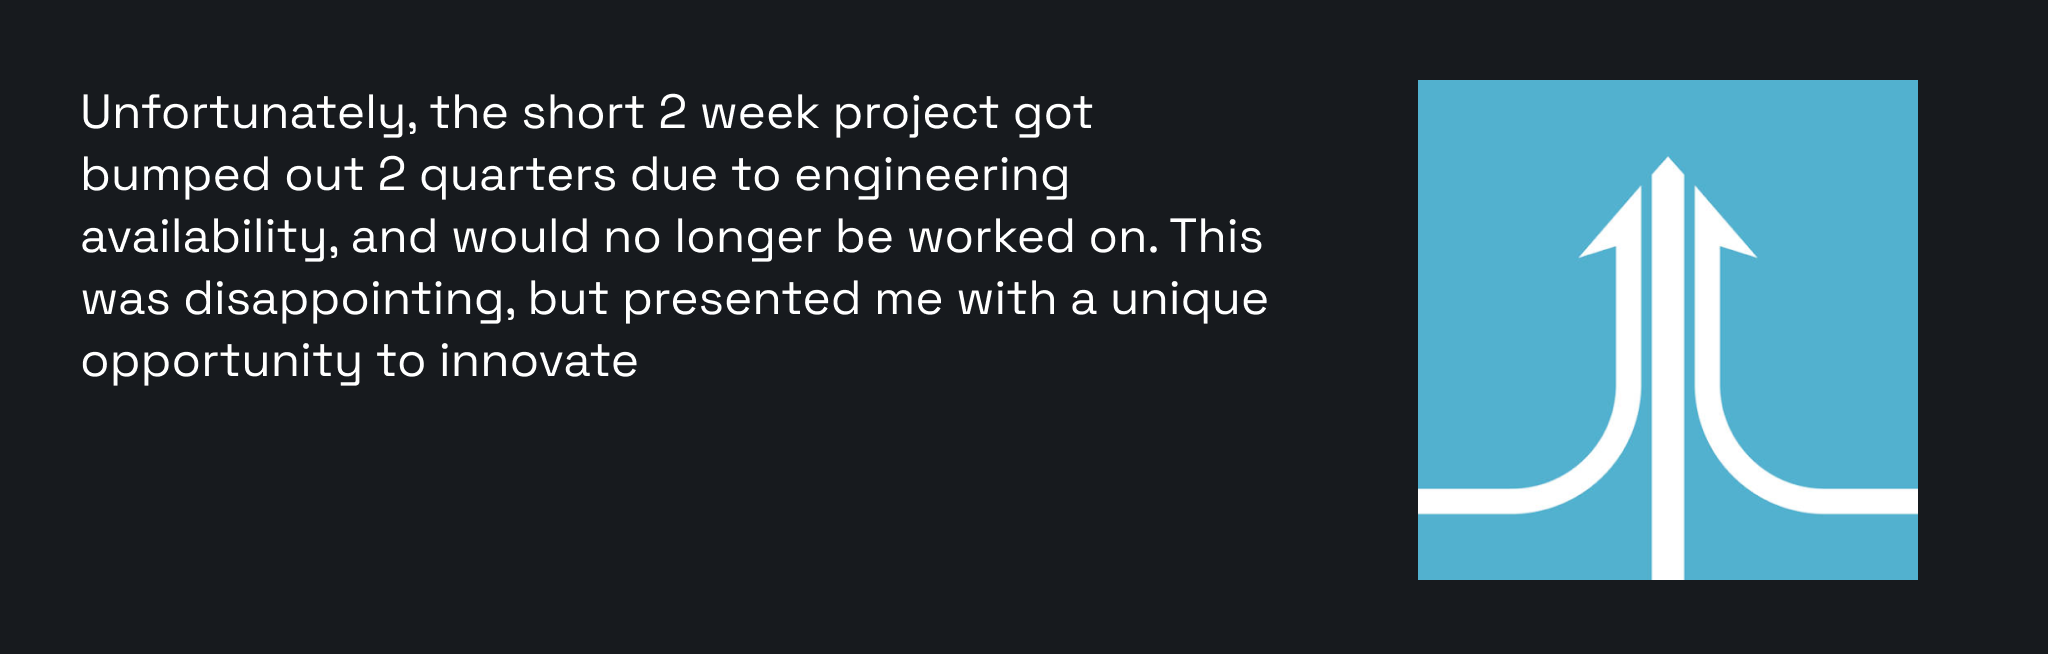 Unfortunately, the short 2 week project got
bumped out 2 quarters due to engineering
availability, and would no longer be worked on. This
was disappointing, but presented me with a unique
opportunity to innovate